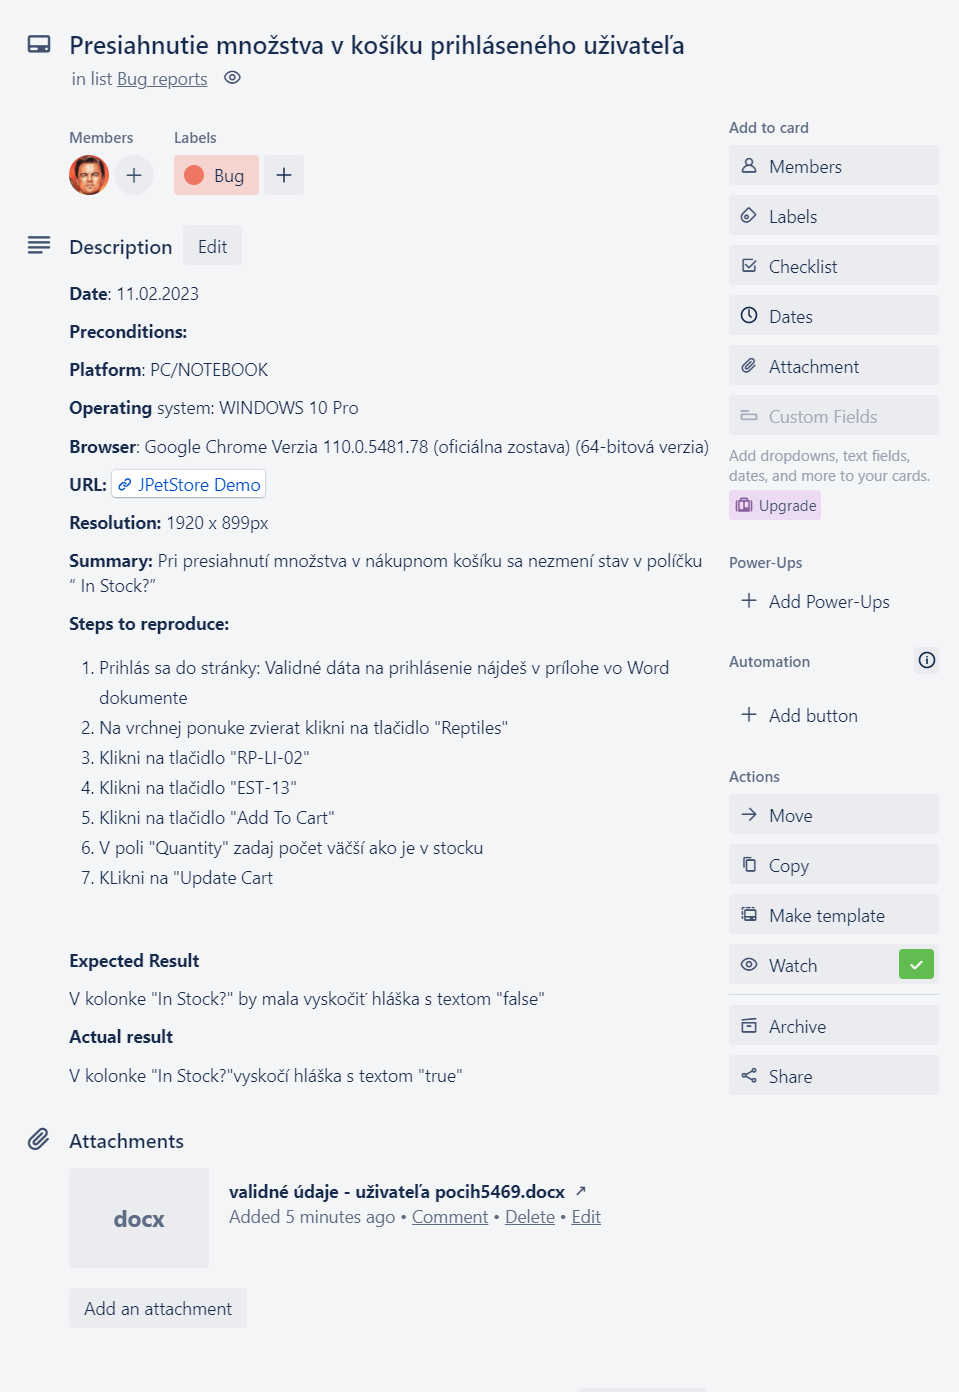 Presiahnutie množstva v košíku prihláseného uživateľa
in list Bug reports
Members
Labels
Bug
Description
Edit
Date: 11.02.2023
Preconditions:
Platform: PC/NOTEBOOK
Operating system: WINDOWS 10 Pro
Browser: Google Chrome Verzia 110.0.5481.78 (oficiálna zostava) (64-bitová verzia)
URL: JPetStore Demo
Resolution: 1920 x 899px
Summary: Pri presiahnutí množstva v nákupnom košíku sa nezmení stav v políčku
“ In Stock?”
Steps to reproduce:
1. Prihlás sa do stránky: Validné dáta na prihlásenie nájdeš v prílohe vo Word
dokumente
2. Na vrchnej ponuke zvierat klikni na tlačidlo "Reptiles"
3. Klikni na tlačidlo "RP-LI-02"
4. Klikni na tlačidlo "EST-13"
5. Klikni na tlačidlo "Add To Cart"
6. V poli "Quantity" zadaj počet väčší ako je v stocku
7. KLikni na "Update Cart
Expected Result
V kolonke "In Stock?" by mala vyskočiť hláška s textom "false"
Actual result
V kolonke "In Stock?"vyskočí hláška s textom "true"
Attachments
docx
validné údaje - uživateľa pocih5469.docx ↗
Added 5 minutes ago • Comment • Delete • Edit
Add an attachment
Add to card
Members
Labels
Checklist
Dates
Attachment
Custom Fields
Add dropdowns, text fields,
dates, and more to your cards.
Upgrade
Power-Ups
+ Add Power-Ups
Automation
+ Add button
Actions
Move
Copy
Make template
Watch
Archive
Share